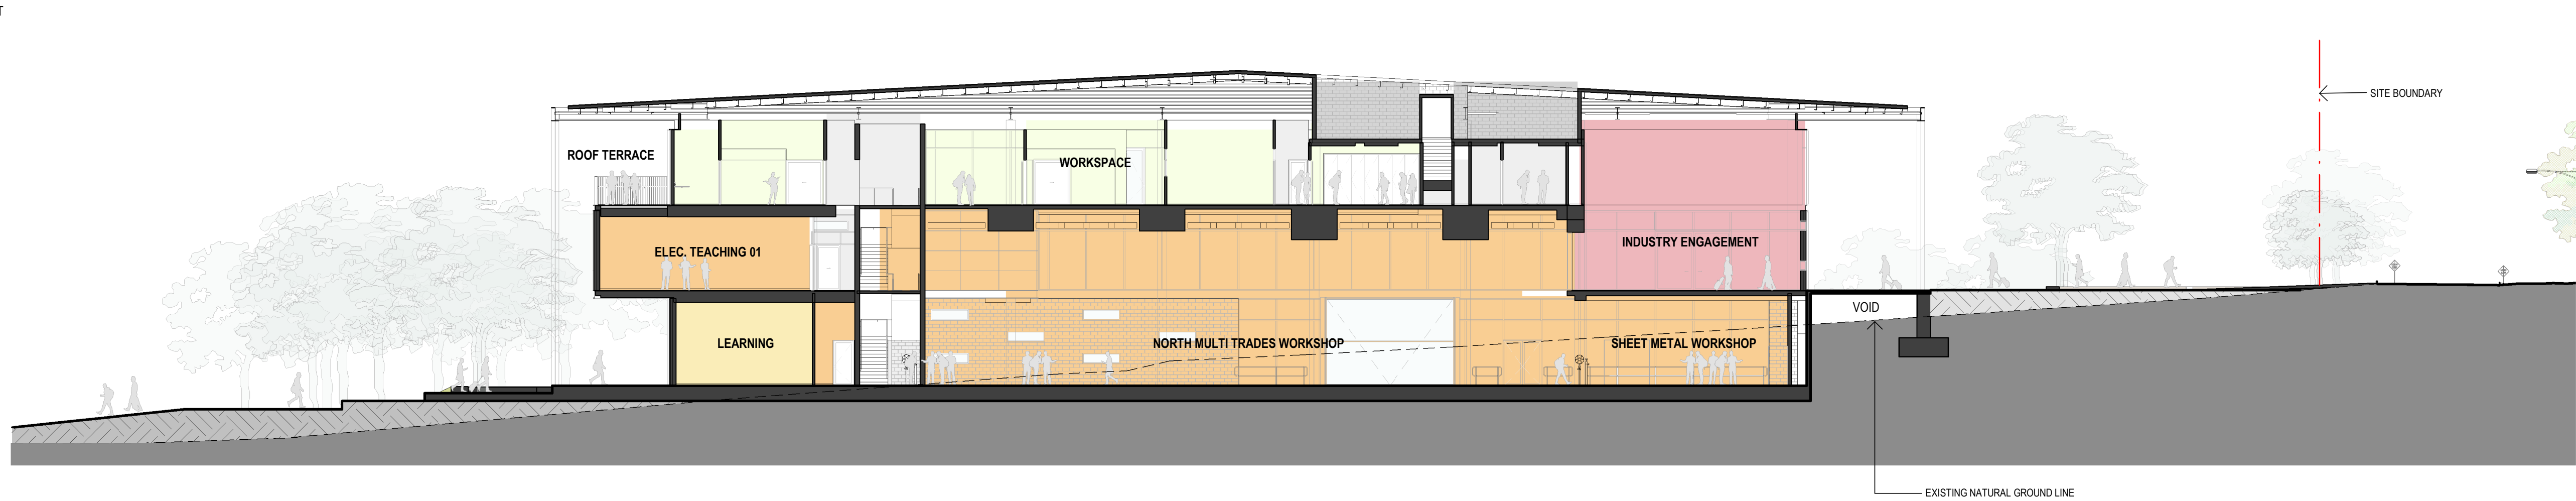 T
SITE BOUNDARY
ROOF TERRACE
WORKSPACE
ELEC. TEACHING 01
INDUSTRY ENGAGEMENT
VOID
LEARNING
NORTH MULTI TRADES WORKSHOP
SHEET METAL WORKSHOP
EXISTING NATURAL GROUND LINE